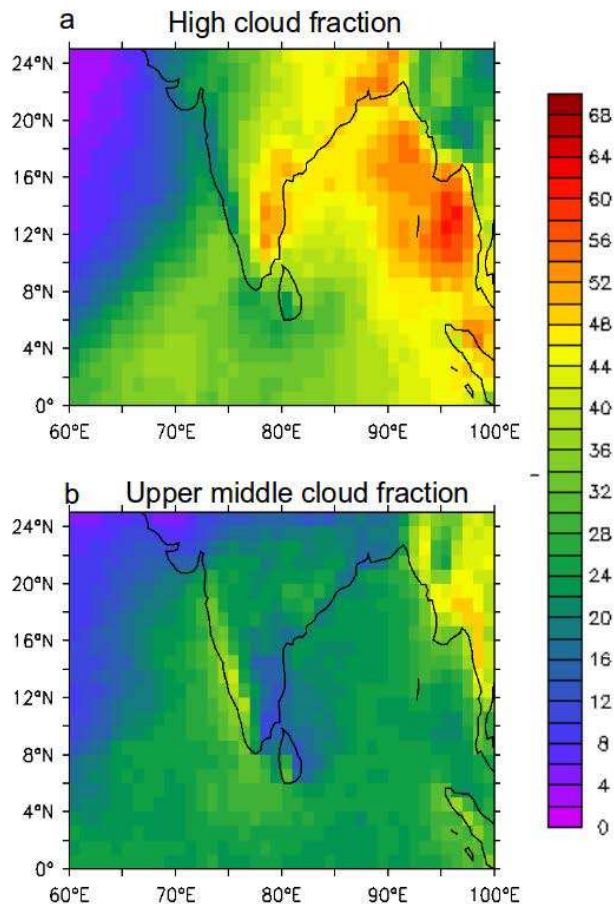 a High cloud fraction
24°N
20°N
16°N
12°N
8°N
4°N
0°
60°E 70°E 80°E 90°E 100°E
b Upper middle cloud fraction
24°N
20°N
16°N
12°N
8°N
4°N
0°
60°E 70°E 80°E 90°E 100°E
68
64
60
56
52
48
44
40
36
32
28
24
20
16
12
8
4
0